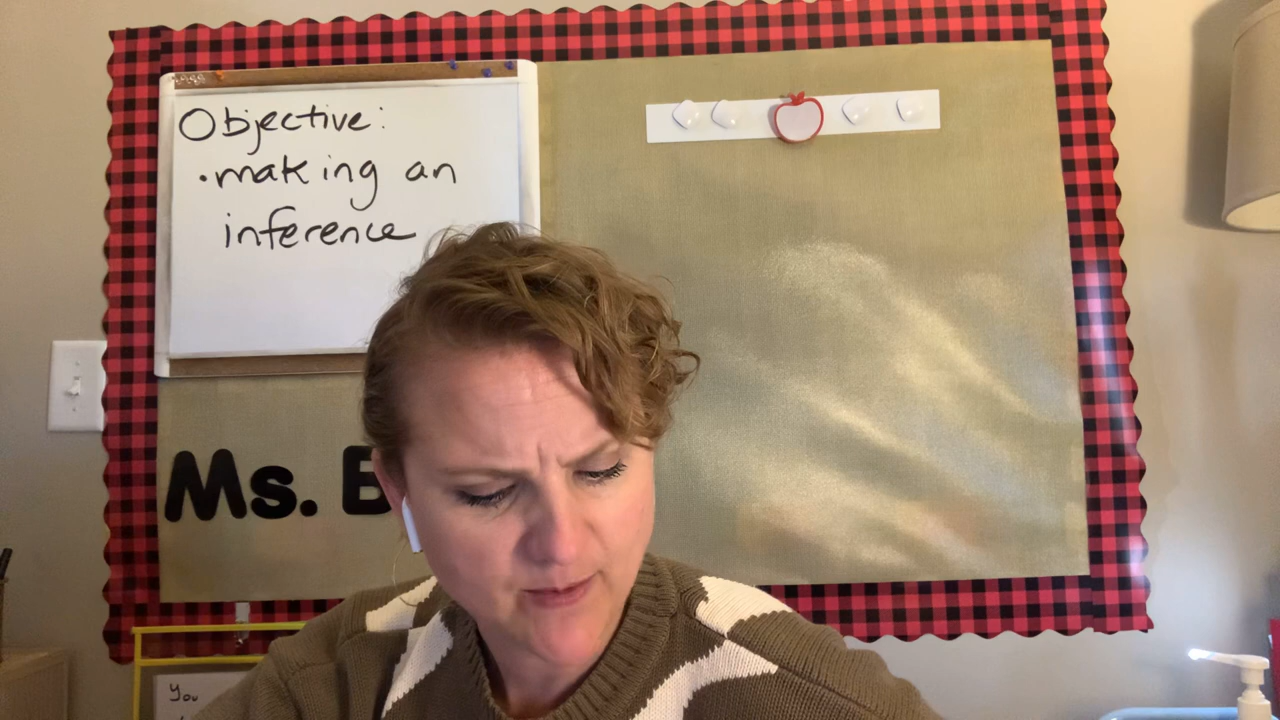 Objective:
• making an
inference
Ms. B
You